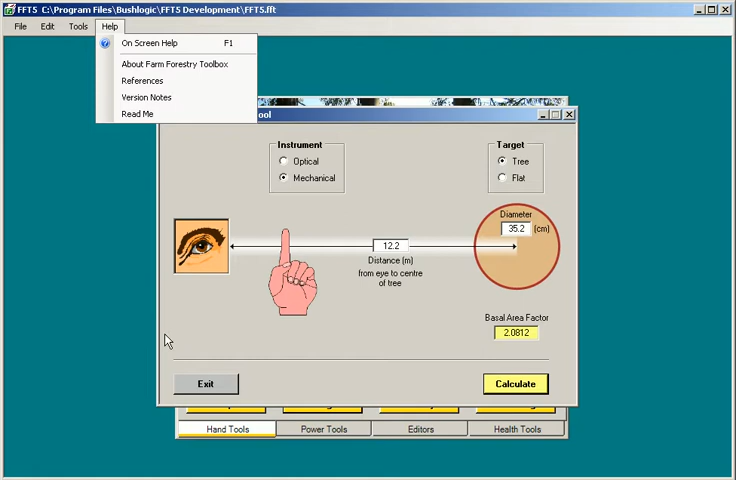 FFT5 C:\Program Files\Bushlogic\FFT5 Development\FFT5.fft
File Edit Tools Help
On Screen Help F1
About Farm Forestry Toolbox
References
Version Notes
Read Me
ool
Instrument
Optical
Mechanical
Target
Tree
Flat
Diameter
35.2 (cm)
12.2
Distance (m)
from eye to centre
of tree
Basal Area Factor
2.0812
Exit
Calculate
Hand Tools Power Tools Editors Health Tools